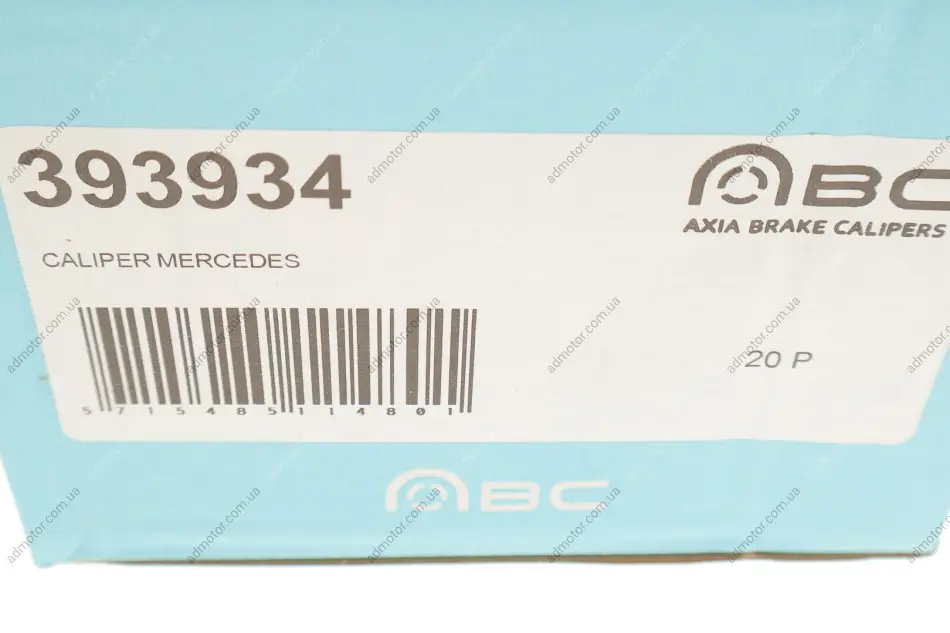 393934
ABC
AXIA BRAKE CALIPERS
CALIPER MERCEDES
20 P
5 715485 114801
ABC
admotor.com.ua